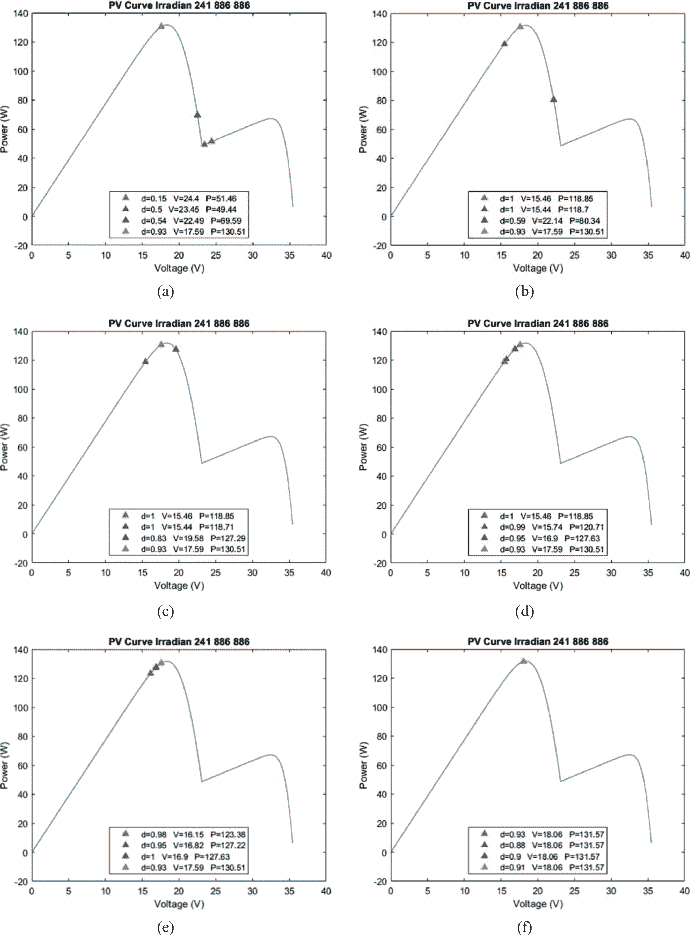 PV Curve Irradian 241 886 886
PV Curve Irradian 241 886 886
140
120
100
80
60
40
20
0
-20
Power (W)
d=0.15 V=24.4 P=51.46
d=0.5 V=23.45 P=49.44
d=0.54 V=22.49 P=69.59
d=0.93 V=17.59 P=130.51
0 5 10 15 20 25 30 35 40
Voltage (V)
(a)
140
120
100
80
60
40
20
0
-20
Power (W)
d=1 V=15.46 P=118.85
d=1 V=15.44 P=118.7
d=0.59 V=22.14 P=80.34
d=0.93 V=17.59 P=130.51
0 5 10 15 20 25 30 35 40
Voltage (V)
(b)
PV Curve Irradian 241 886 886
140
120
100
80
60
40
20
0
-20
Power (W)
d=1 V=15.46 P=118.85
d=1 V=15.44 P=118.71
d=0.83 V=19.58 P=127.29
d=0.93 V=17.59 P=130.51
0 5 10 15 20 25 30 35 40
Voltage (V)
(c)
PV Curve Irradian 241 886 886
140
120
100
80
60
40
20
0
-20
Power (W)
d=1 V=15.46 P=118.85
d=0.99 V=15.74 P=120.71
d=0.95 V=16.9 P=127.63
d=0.93 V=17.59 P=130.51
0 5 10 15 20 25 30 35 40
Voltage (V)
(d)
PV Curve Irradian 241 886 886
140
120
100
80
60
40
20
0
-20
Power (W)
d=0.98 V=16.15 P=123.38
d=0.95 V=16.82 P=127.22
d=1 V=16.9 P=127.63
d=0.93 V=17.59 P=130.51
0 5 10 15 20 25 30 35 40
Voltage (V)
(e)
PV Curve Irradian 241 886 886
140
120
100
80
60
40
20
0
-20
Power (W)
d=0.93 V=18.06 P=131.57
d=0.88 V=18.06 P=131.57
d=0.9 V=18.06 P=131.57
d=0.91 V=18.06 P=131.57
0 5 10 15 20 25 30 35 40
Voltage (V)
(f)